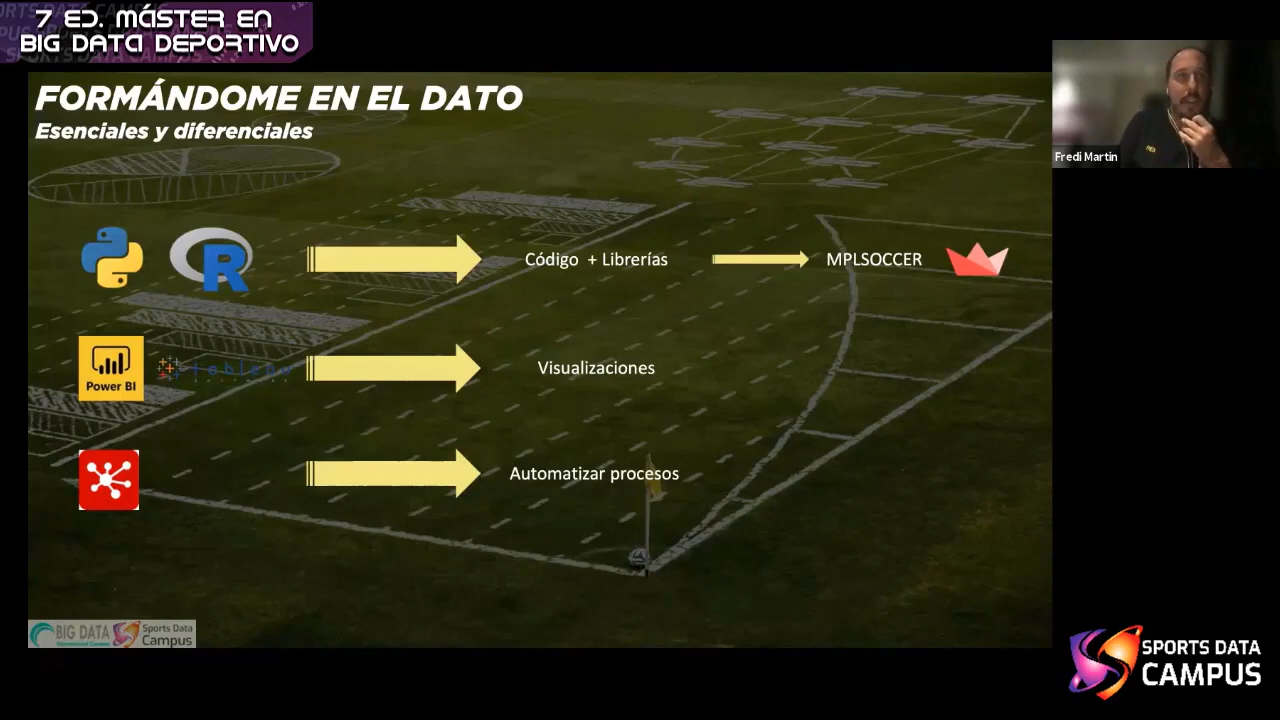 7 ED. MÁSTER EN
BIG DATA DEPORTIVO
FORMÁNDOME EN EL DATO
Esenciales y diferenciales
Fredi Martin
R
Código + Librerías
MPLSOCCER
Power BI
tableau
Visualizaciones
Automatizar procesos
BIG DATA
Sports Data
Campus
SPORTS DATA
CAMPUS